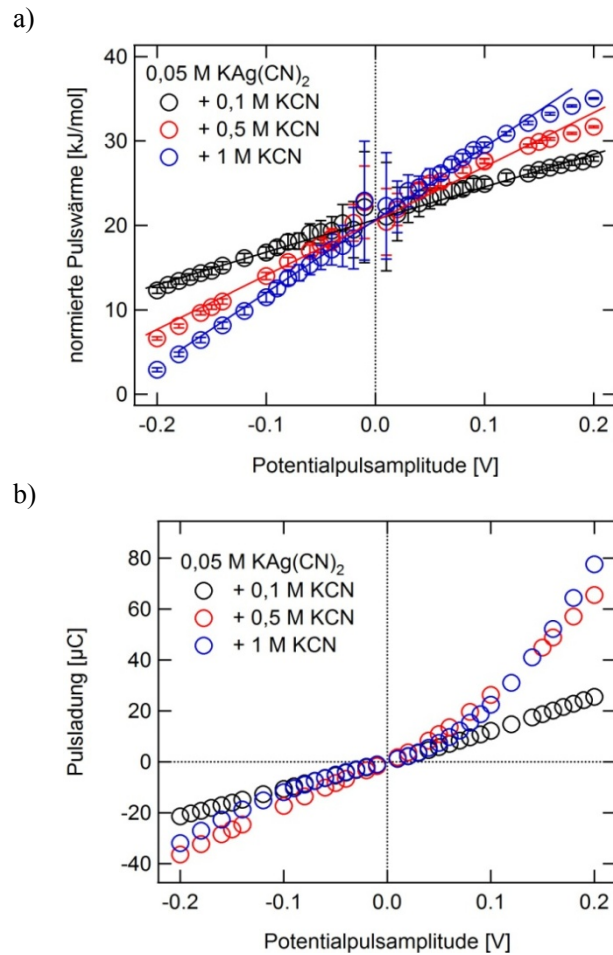 a)
40
30
20
10
0
normierte Pulswärme [kJ/mol]
0,05 M KAg(CN)2
+ 0,1 M KCN
+ 0,5 M KCN
+ 1 M KCN
-0.2 -0.1 0.0 0.1 0.2
Potentialpulsamplitude [V]
b)
80
60
40
20
0
-20
-40
Pulsladung [µC]
0,05 M KAg(CN)2
+ 0,1 M KCN
+ 0,5 M KCN
+ 1 M KCN
-0.2 -0.1 0.0 0.1 0.2
Potentialpulsamplitude [V]